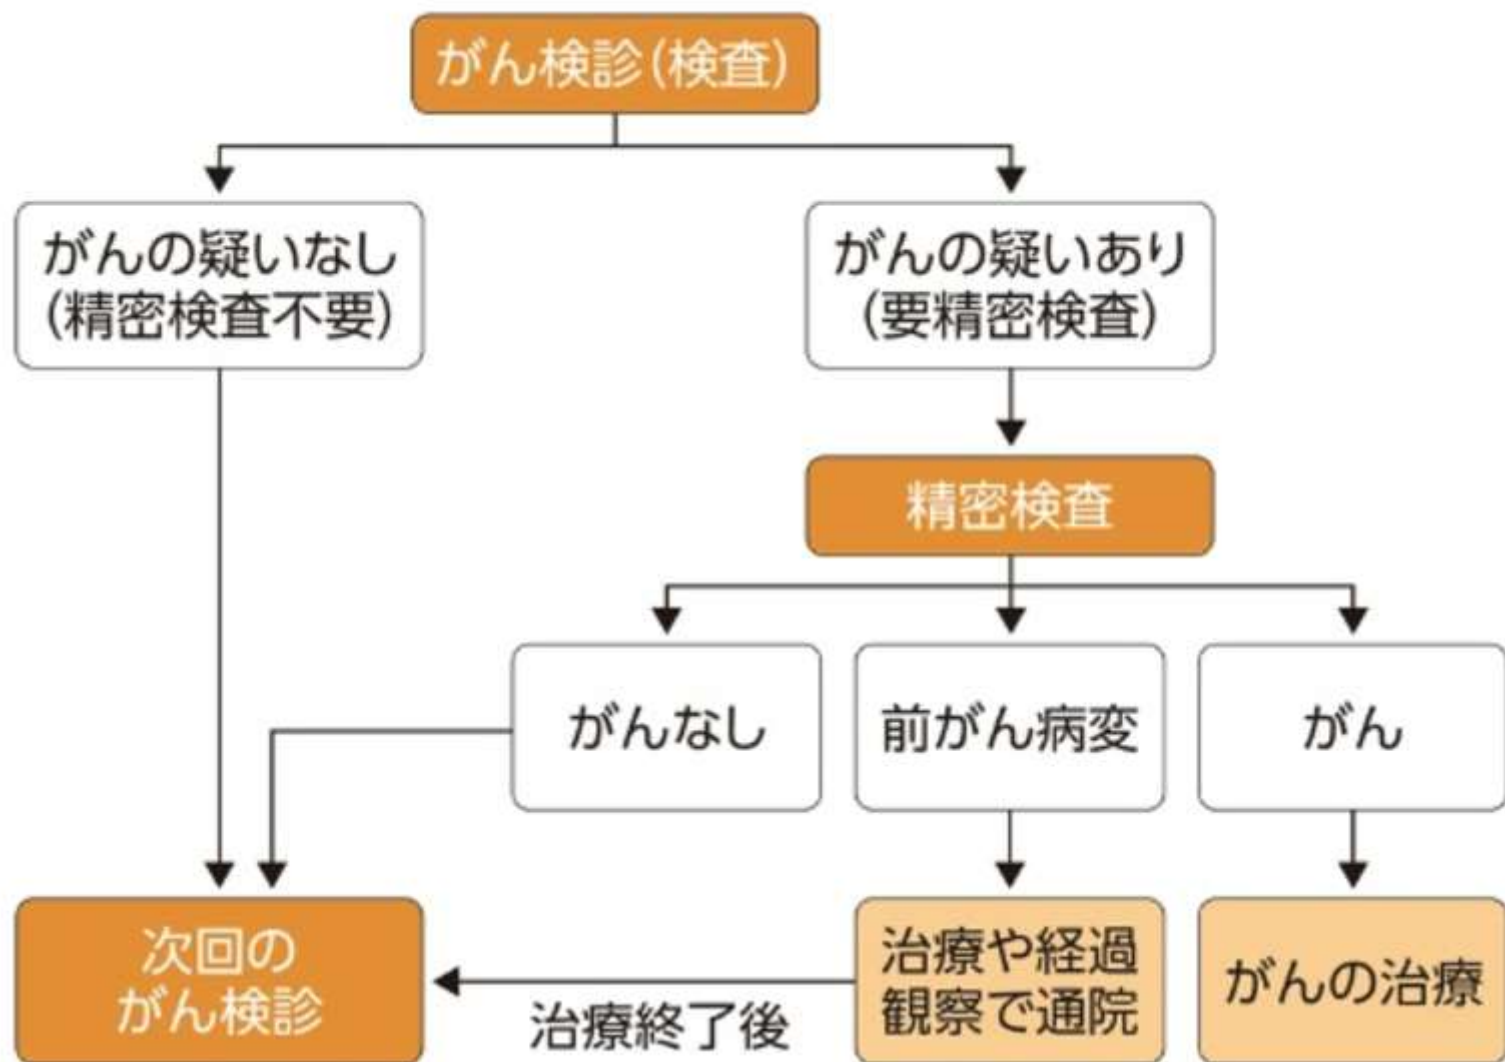 がん検診(検査)
がんの疑いなし
(精密検査不要)
がんの疑いあり
(要精密検査)
精密検査
がんなし
前がん病変
がん
次回の
がん検診
治療終了後
治療や経過
観察で通院
がんの治療